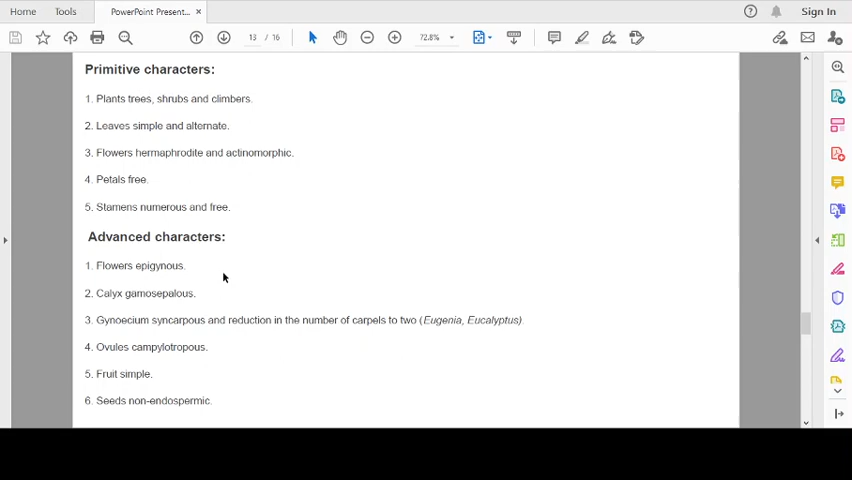 Home Tools PowerPoint Present... × Sign In
13 / 16 72.8%
Primitive characters:
1. Plants trees, shrubs and climbers.
2. Leaves simple and alternate.
3. Flowers hermaphrodite and actinomorphic.
4. Petals free.
5. Stamens numerous and free.
Advanced characters:
1. Flowers epigynous.
2. Calyx gamosepalous.
3. Gynoecium syncarpous and reduction in the number of carpels to two (Eugenia, Eucalyptus).
4. Ovules campylotropous.
5. Fruit simple.
6. Seeds non-endospermic.